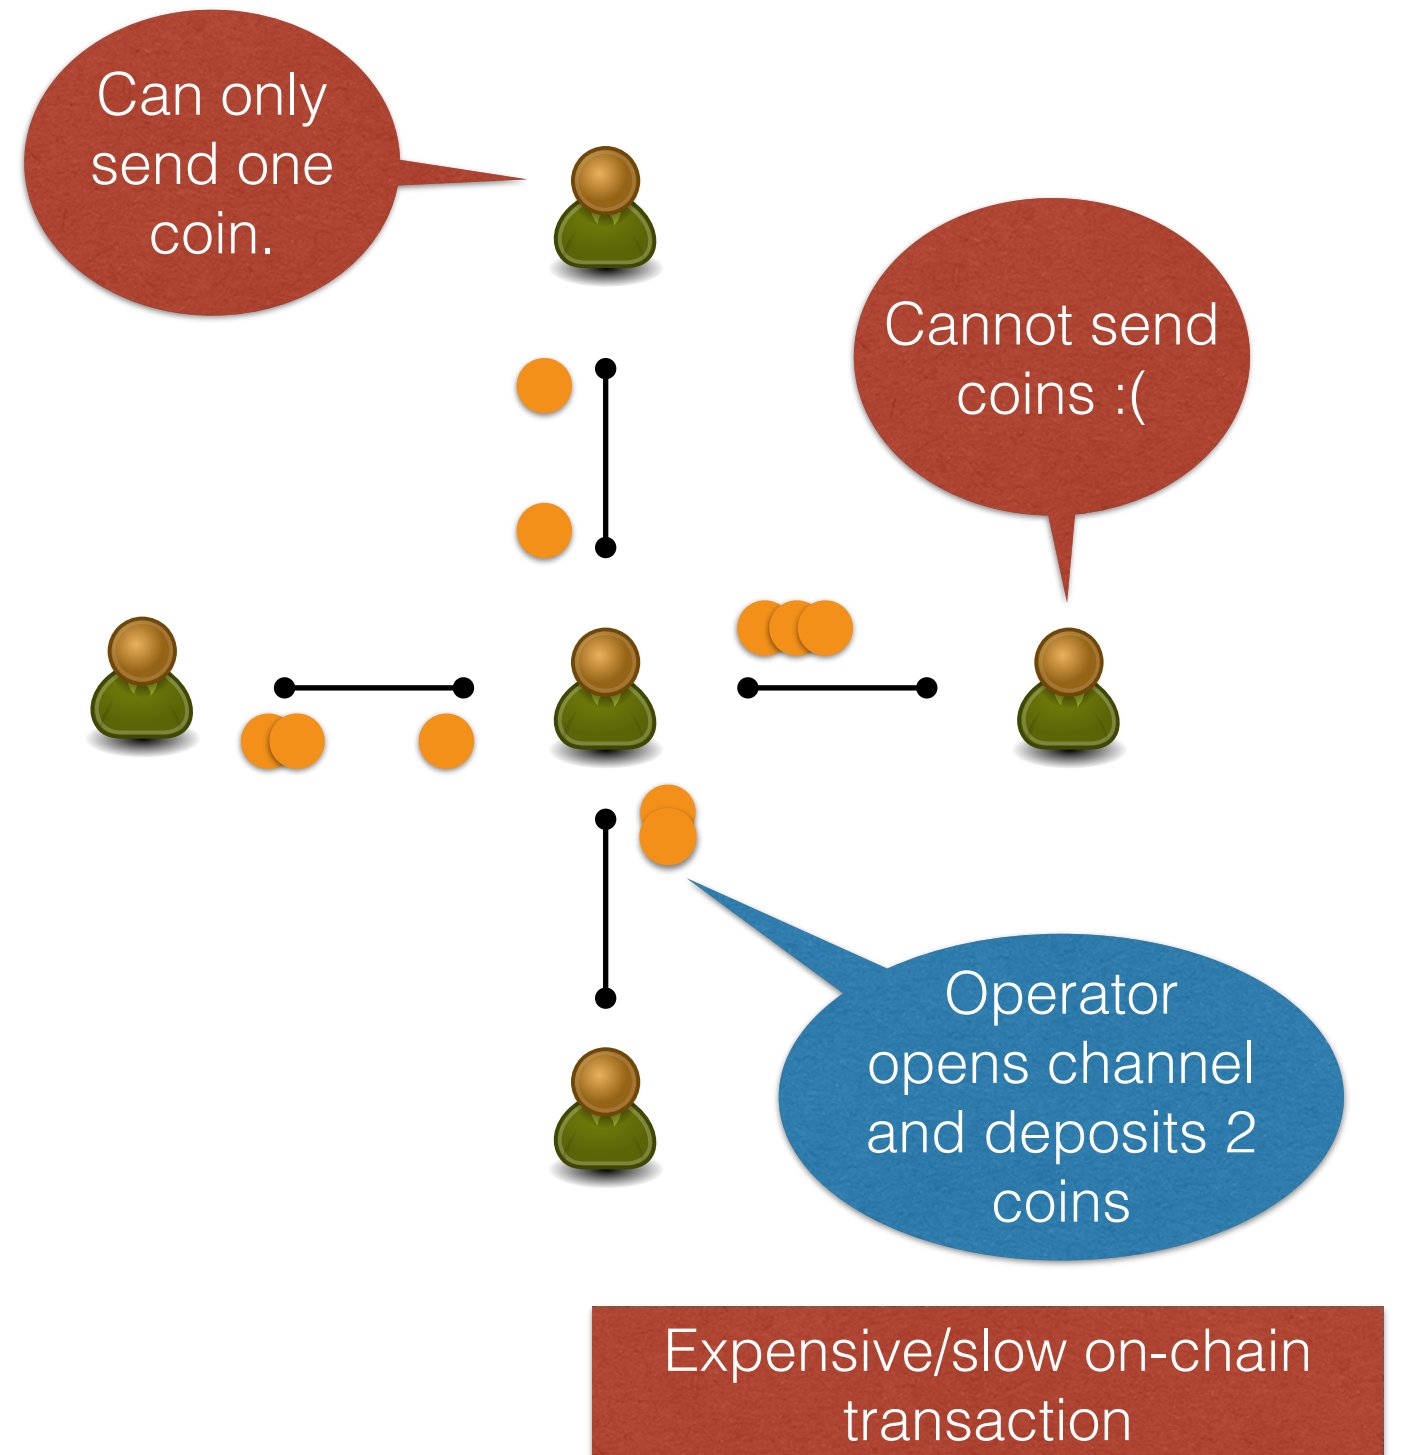 Can only
send one
coin.
Cannot send
coins :(
Operator
opens channel
and deposits 2
coins
Expensive/slow on-chain
transaction